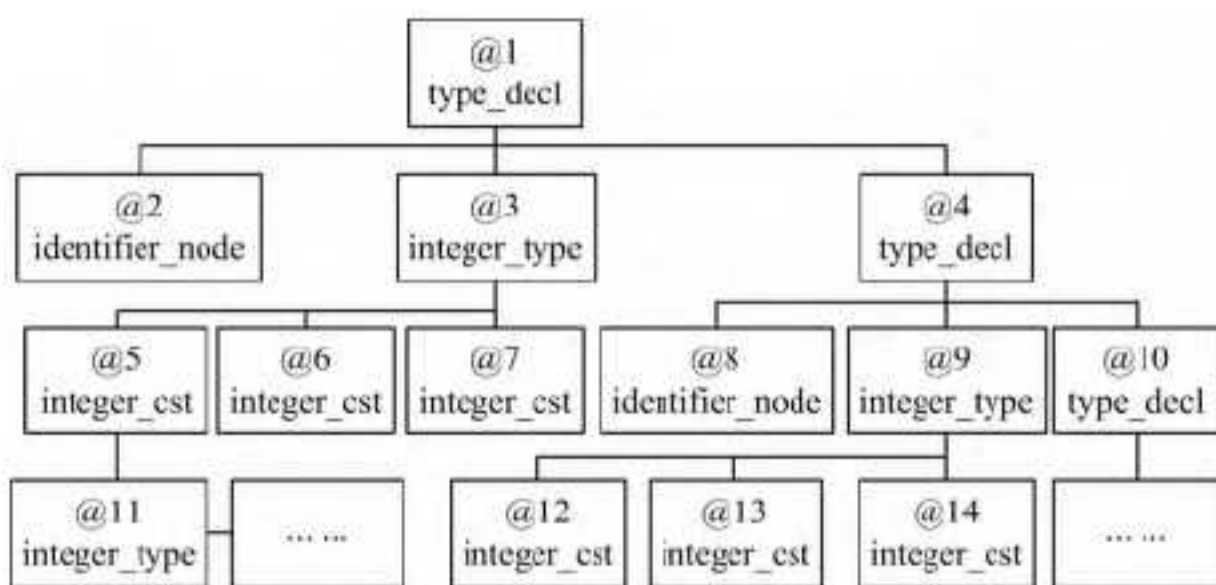 @1
type_decl
@2
identifier_node
@3
integer_type
@4
type_decl
@5
integer_cst
@6
integer_cst
@7
integer_cst
@8
identifier_node
@9
integer_type
@10
type_decl
@11
integer_type
... ...
@12
integer_cst
@13
integer_cst
@14
integer_cst
... ...